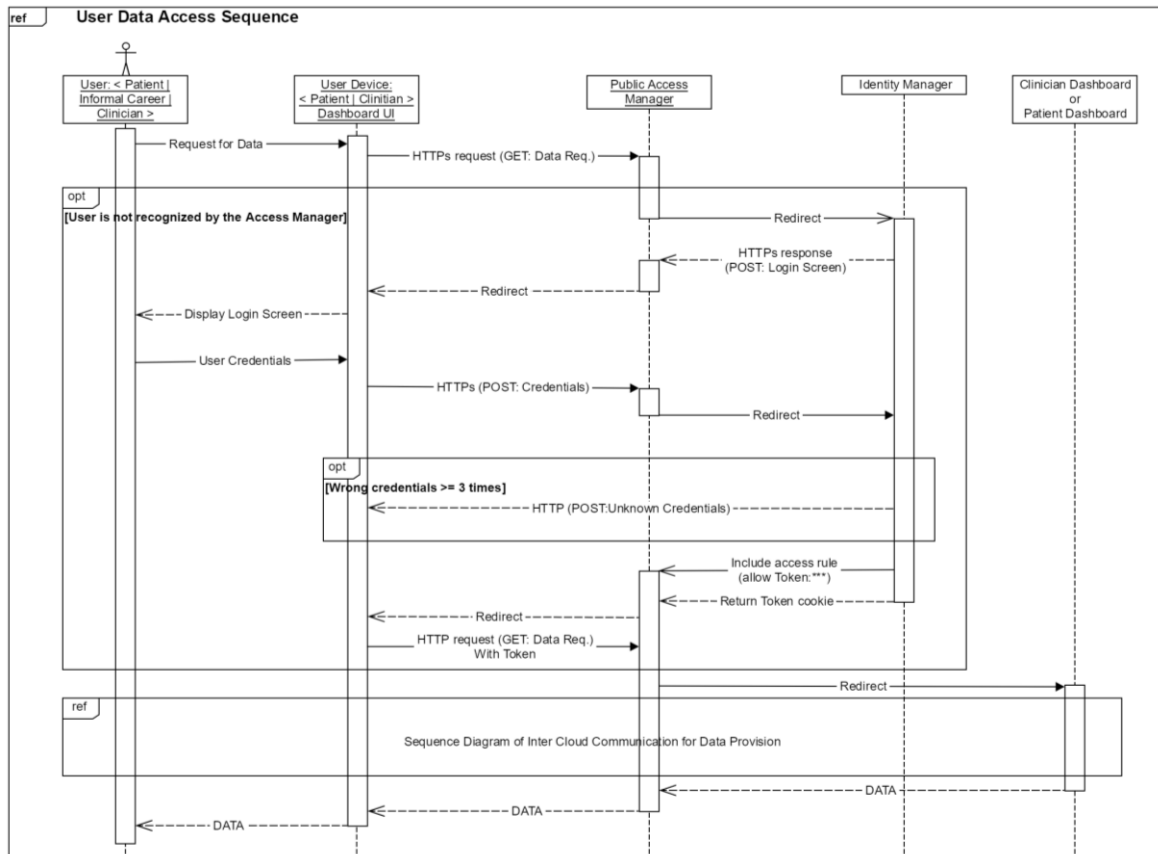 ref
User Data Access Sequence
User: < Patient |
Informal Career |
Clinician >
User Device:
< Patient | Clinitian >
Dashboard UI
Public Access
Manager
Identity Manager
Clinician Dashboard
or
Patient Dashboard
Request for Data
HTTPs request (GET: Data Req.)
opt
[User is not recognized by the Access Manager]
Redirect
HTTPs response
(POST: Login Screen)
Redirect
Display Login Screen
User Credentials
HTTPs (POST: Credentials)
Redirect
opt
[Wrong credentials >= 3 times]
HTTP (POST:Unknown Credentials)
Include access rule
(allow Token:***)
Return Token cookie
Redirect
HTTP request (GET: Data Req.)
With Token
Redirect
ref
Sequence Diagram of Inter Cloud Communication for Data Provision
DATA
DATA
DATA